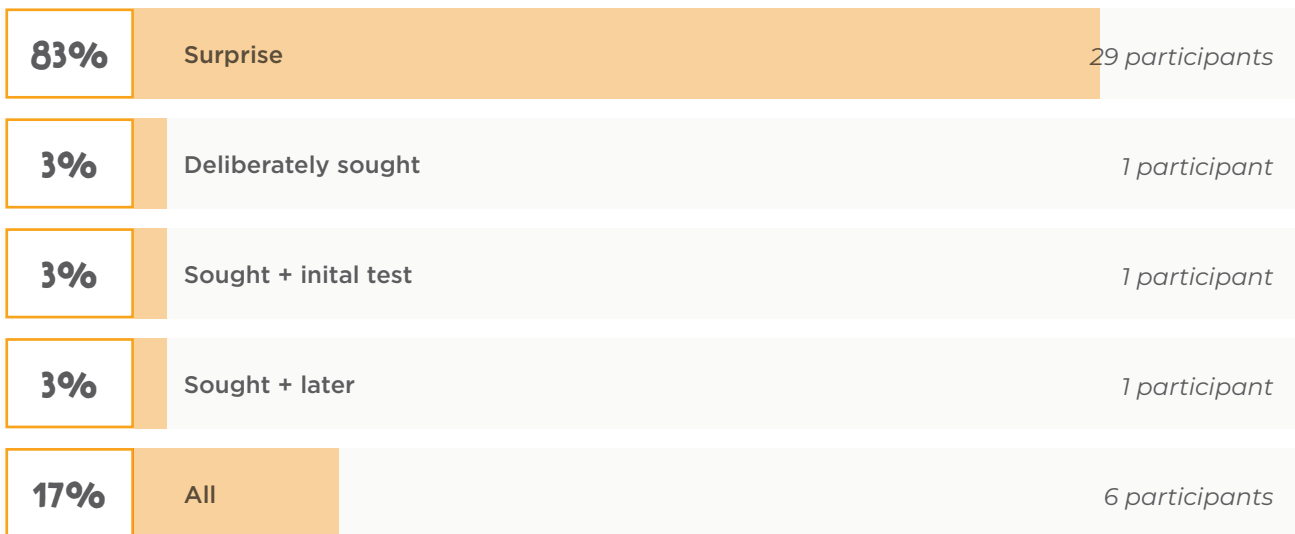 83% Surprise 29 participants
3% Deliberately sought 1 participant
3% Sought + inital test 1 participant
3% Sought + later 1 participant
17% All 6 participants